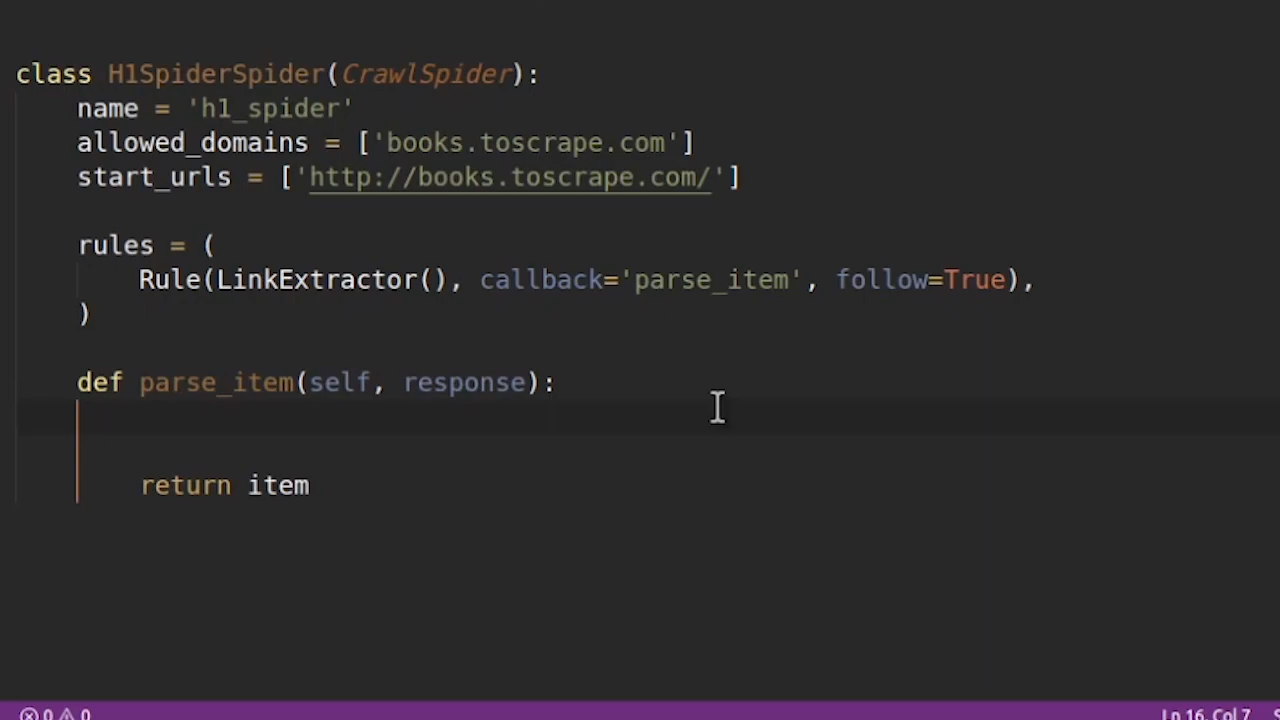 class H1SpiderSpider(CrawlSpider):
name = 'h1_spider'
allowed_domains = ['books.toscrape.com']
start_urls = ['http://books.toscrape.com/']
rules = (
Rule(LinkExtractor(), callback='parse_item', follow=True),
)
def parse_item(self, response):
return item
0 0 Ln 16, Col 7